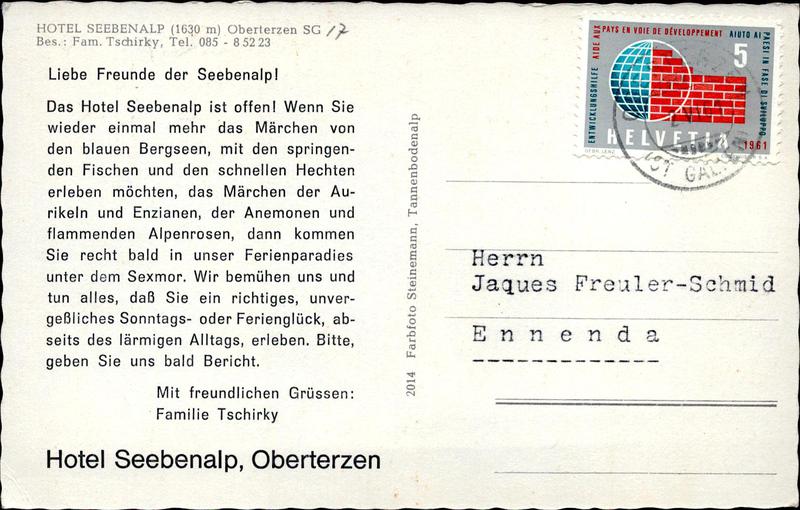 HOTEL SEEBENALP (1630 m) Oberterzen SG 17
Bes.: Fam. Tschirky, Tel. 085 - 8 52 23
Liebe Freunde der Seebenalp!
Das Hotel Seebenalp ist offen! Wenn Sie
wieder einmal mehr das Märchen von
den blauen Bergseen, mit den springen-
den Fischen und den schnellen Hechten
erleben möchten, das Märchen der Au-
rikeln und Enzianen, der Anemonen und
flammenden Alpenrosen, dann kommen
Sie recht bald in unser Ferienparadies
unter dem Sexmor. Wir bemühen uns und
tun alles, daß Sie ein richtiges, unver-
geßliches Sonntags- oder Ferienglück, ab-
seits des lärmigen Alltags, erleben. Bitte,
geben Sie uns bald Bericht.
Mit freundlichen Grüssen:
Familie Tschirky
Hotel Seebenalp, Oberterzen
2014 Farbfoto Steinemann, Tannenbodenalp
ENTWICKLUNGSHILFE AIDE AUX PAYS EN VOIE DE DÉVELOPPEMENT AIUTO AI PAESI IN FASE DI SVILUPPO
5
HELVETIA 1961
GEBR. LENZ
Herrn
Jaques Freuler-Schmid
Ennenda